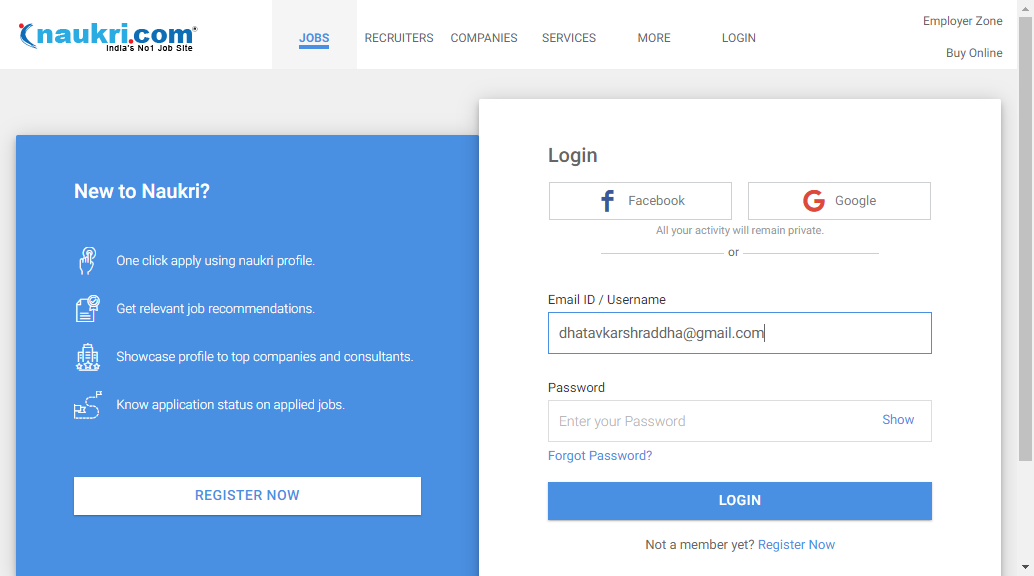 naukri.com
India's No1 Job Site
JOBS
RECRUITERS
COMPANIES
SERVICES
MORE
LOGIN
Employer Zone
Buy Online
New to Naukri?
One click apply using naukri profile.
Get relevant job recommendations.
Showcase profile to top companies and consultants.
Know application status on applied jobs.
REGISTER NOW
Login
Facebook
Google
All your activity will remain private.
or
Email ID / Username
dhatavkarshraddha@gmail.com
Password
Enter your Password
Show
Forgot Password?
LOGIN
Not a member yet? Register Now